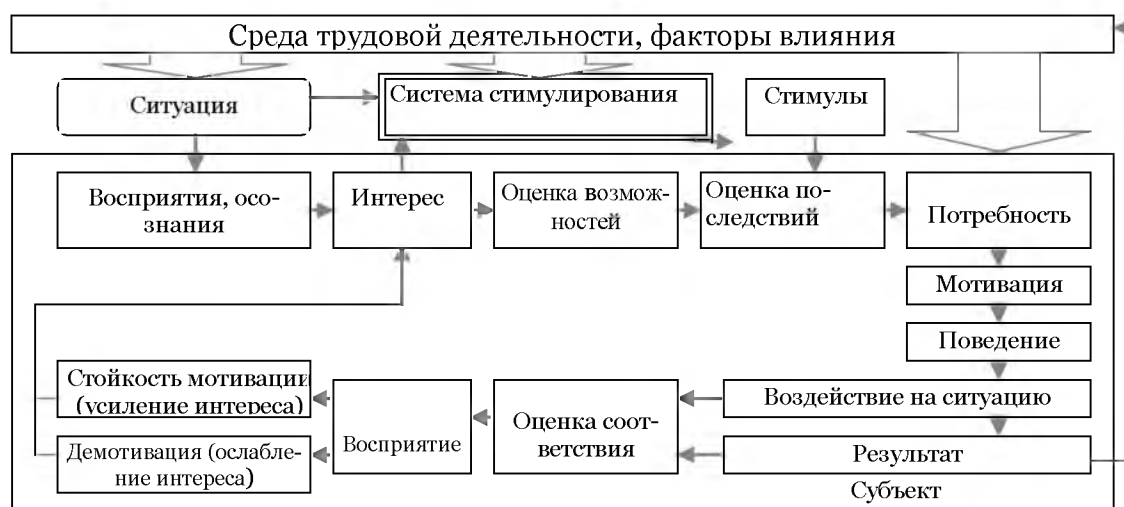 Среда трудовой деятельности, факторы влияния
Ситуация
Система стимулирования
Стимулы
Восприятия, осо-
знания
Интерес
Оценка возмож-
ностей
Оценка по-
следствий
Потребность
Мотивация
Поведение
Стойкость мотивации
(усиление интереса)
Восприятие
Оценка соот-
ветствия
Воздействие на ситуацию
Демотивация (ослабле-
ние интереса)
Результат
Субъект